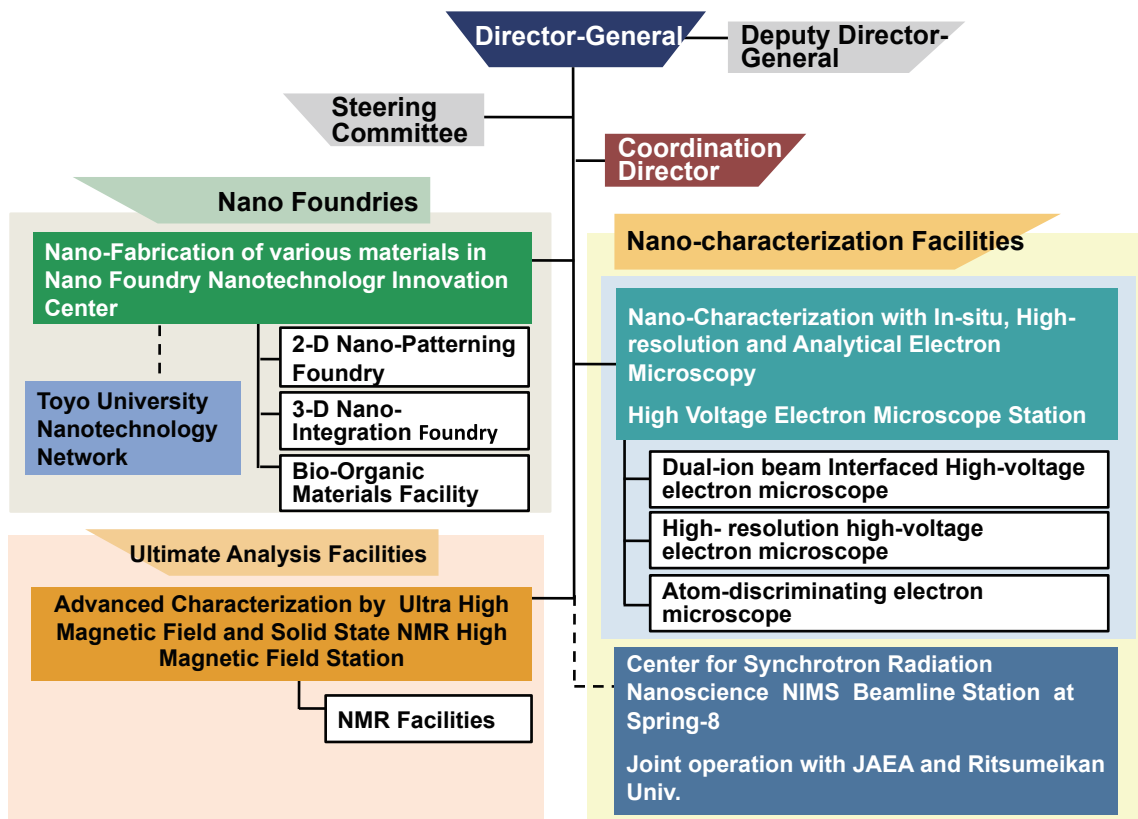 Director-General
Deputy Director-
General
Steering
Committee
Coordination
Director
Nano Foundries
Nano-Fabrication of various materials in
Nano Foundry Nanotechnologr Innovation
Center
2-D Nano-Patterning
Foundry
Toyo University
Nanotechnology
Network
3-D Nano-
Integration Foundry
Bio-Organic
Materials Facility
Ultimate Analysis Facilities
Advanced Characterization by Ultra High
Magnetic Field and Solid State NMR High
Magnetic Field Station
NMR Facilities
Nano-characterization Facilities
Nano-Characterization with In-situ, High-
resolution and Analytical Electron
Microscopy
High Voltage Electron Microscope Station
Dual-ion beam Interfaced High-voltage
electron microscope
High- resolution high-voltage
electron microscope
Atom-discriminating electron
microscope
Center for Synchrotron Radiation
Nanoscience NIMS Beamline Station at
Spring-8
Joint operation with JAEA and Ritsumeikan
Univ.